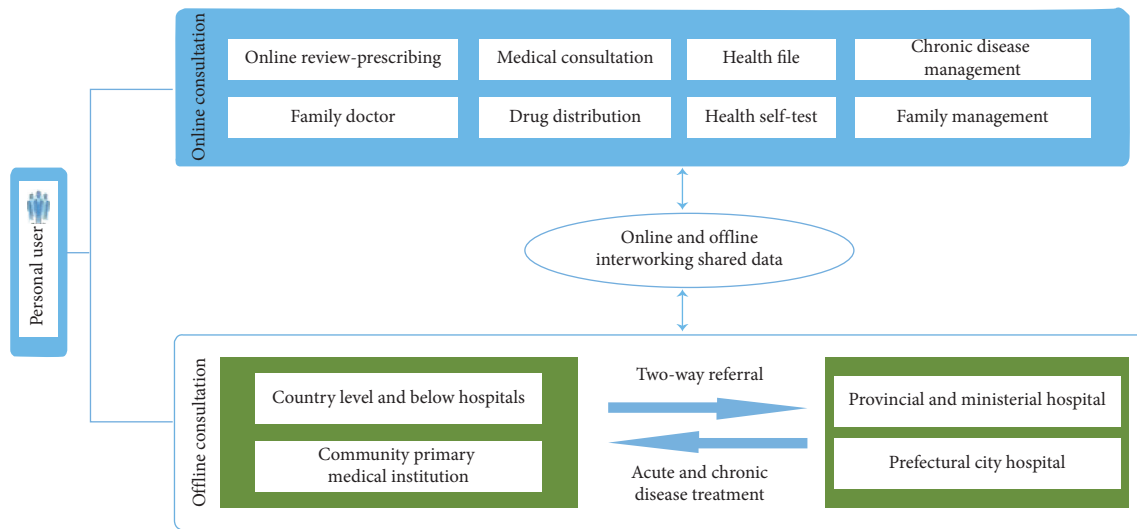 Personal user
Online consultation
Online review-prescribing
Medical consultation
Health file
Chronic disease
management
Family doctor
Drug distribution
Health self-test
Family management
Online and offline
interworking shared data
Offline consultation
Country level and below hospitals
Community primary
medical institution
Two-way referral
Acute and chronic
disease treatment
Provincial and ministerial hospital
Prefectural city hospital